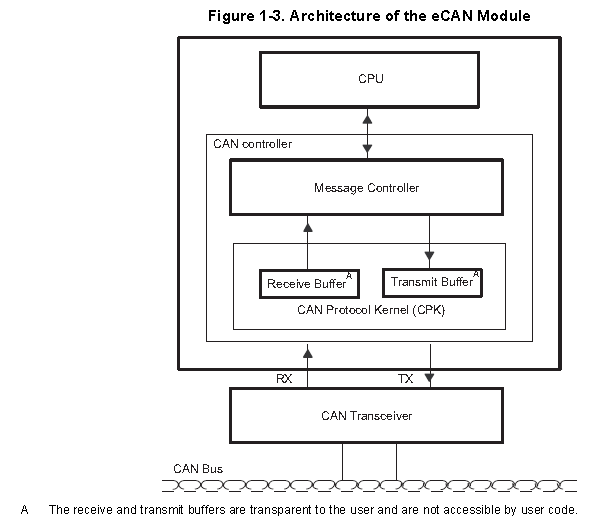 Figure 1-3. Architecture of the eCAN Module
CPU
CAN controller
Message Controller
Receive Buffer A
Transmit Buffer A
CAN Protocol Kernel (CPK)
RX
TX
CAN Transceiver
CAN Bus
A The receive and transmit buffers are transparent to the user and are not accessible by user code.